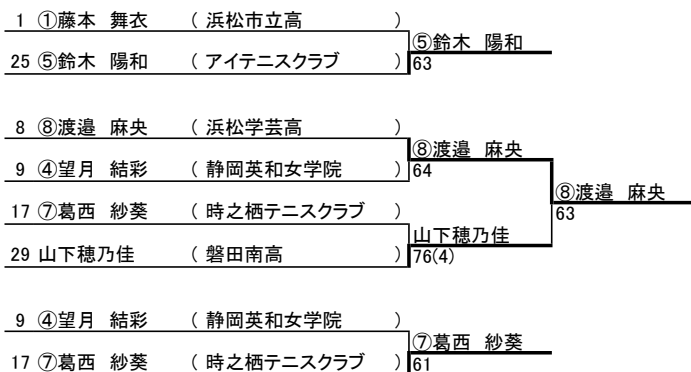 1 ①藤本 舞衣 ( 浜松市立高 )
⑤鈴木 陽和
25 ⑤鈴木 陽和 ( アイテニスクラブ ) 63
8 ⑧渡邉 麻央 ( 浜松学芸高 )
⑧渡邉 麻央
9 ④望月 結彩 ( 静岡英和女学院 ) 64
⑧渡邉 麻央
17 ⑦葛西 紗葵 ( 時之栖テニスクラブ ) 63
山下穂乃佳
29 山下穂乃佳 ( 磐田南高 ) 76(4)
9 ④望月 結彩 ( 静岡英和女学院 )
⑦葛西 紗葵
17 ⑦葛西 紗葵 ( 時之栖テニスクラブ ) 61